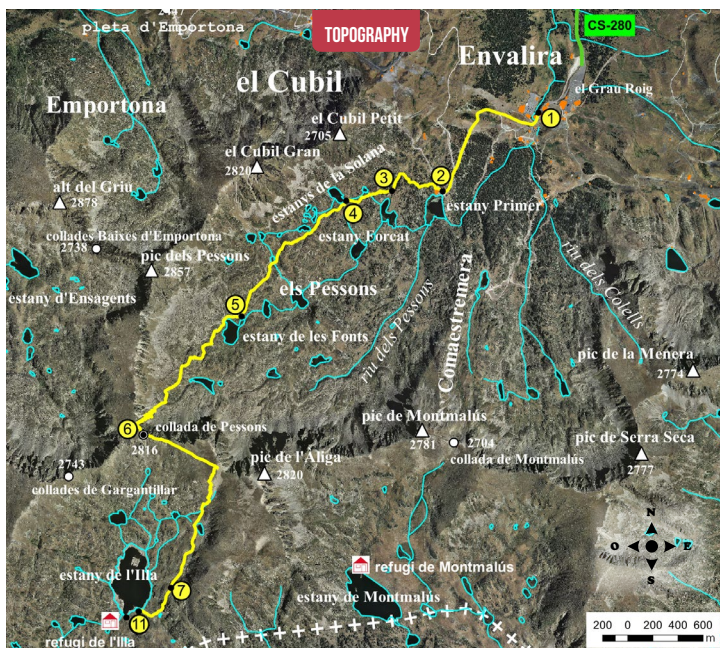 pleta d'Emportona
TOPOGRAPHY
CS-280
Envalira
el Cubil
el Grau Roig
Emportona
1
el Cubil Petit
2705
el Cubil Gran
2820
estanys de la Solana
3
2
alt del Griu
2878
4
estany Primer
collades Baixes d'Emportona
2738
estany Forcat
pic dels Pessons
2857
els Pessons
estany d'Ensagents
riu dels Pessons
Comaestremera
riu dels Colells
5
estany de les Fonts
pic de la Menera
2774
6
collada de Pessons
2816
pic de Montmalús
2781
2704
collada de Montmalús
pic de Serra Seca
2777
2743
collades de Gargantillar
pic de l'Àliga
2820
N
O
E
S
estany de l'Illa
7
refugi de Montmalús
estany de Montmalús
11
refugi de l'Illa
200 0 200 400 600
m